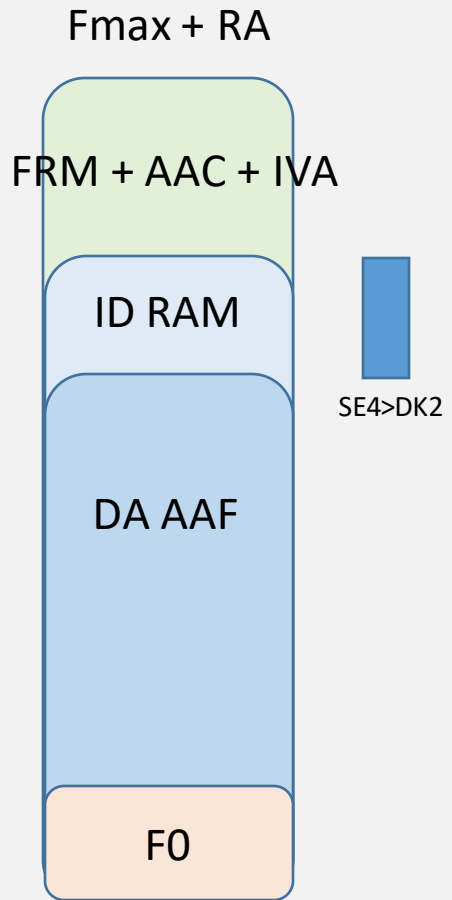 Fmax + RA
FRM + AAC + IVA
ID RAM
SE4>DK2
DA AAF
F0